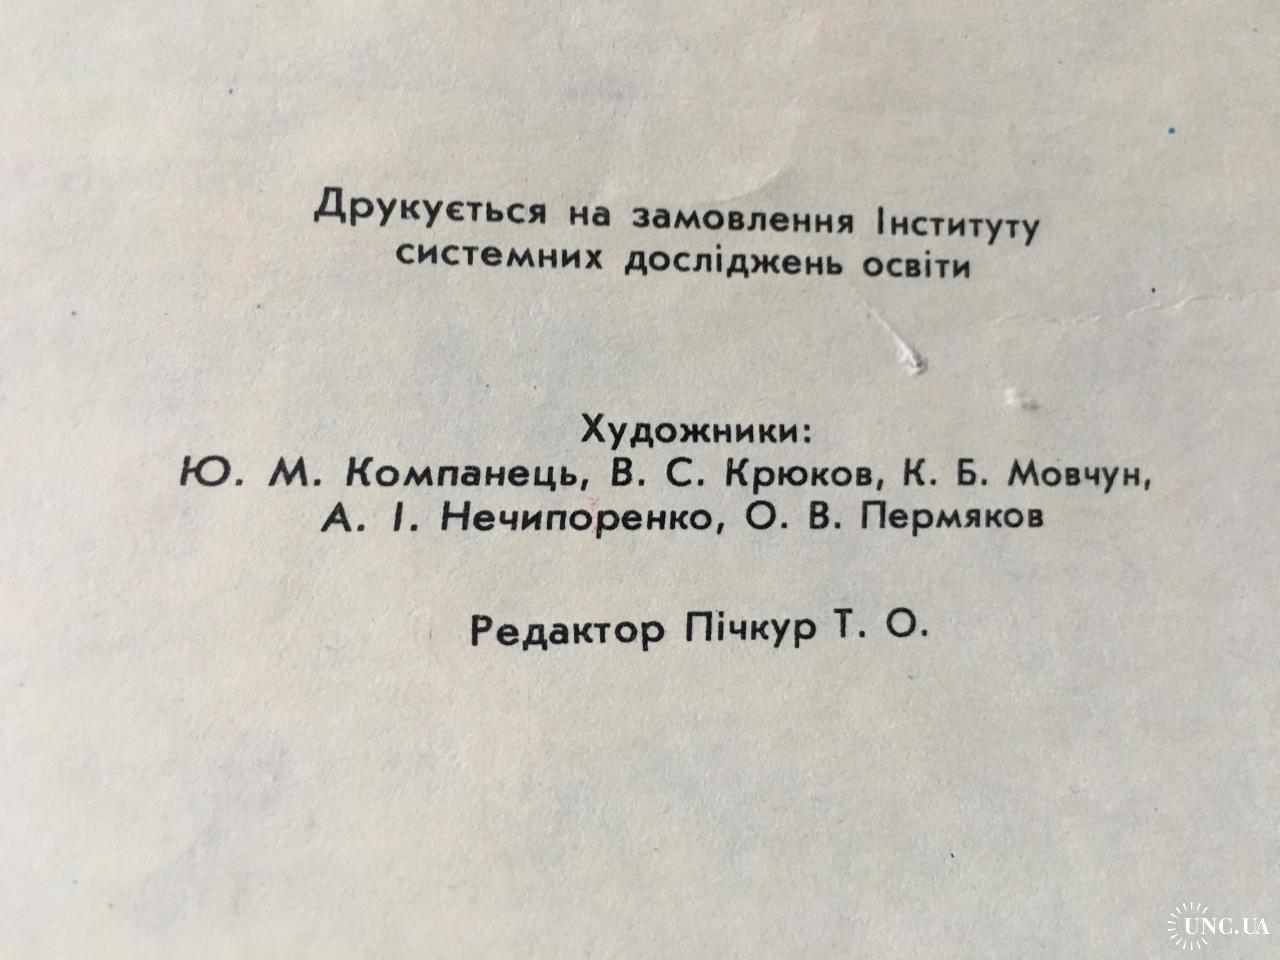 Друкується на замовлення Інституту
системних досліджень освіти
Художники:
Ю. М. Компанець, В. С. Крюков, К. Б. Мовчун,
А. І. Нечипоренко, О. В. Пермяков
Редактор Пічкур Т. О.
UNC.UA